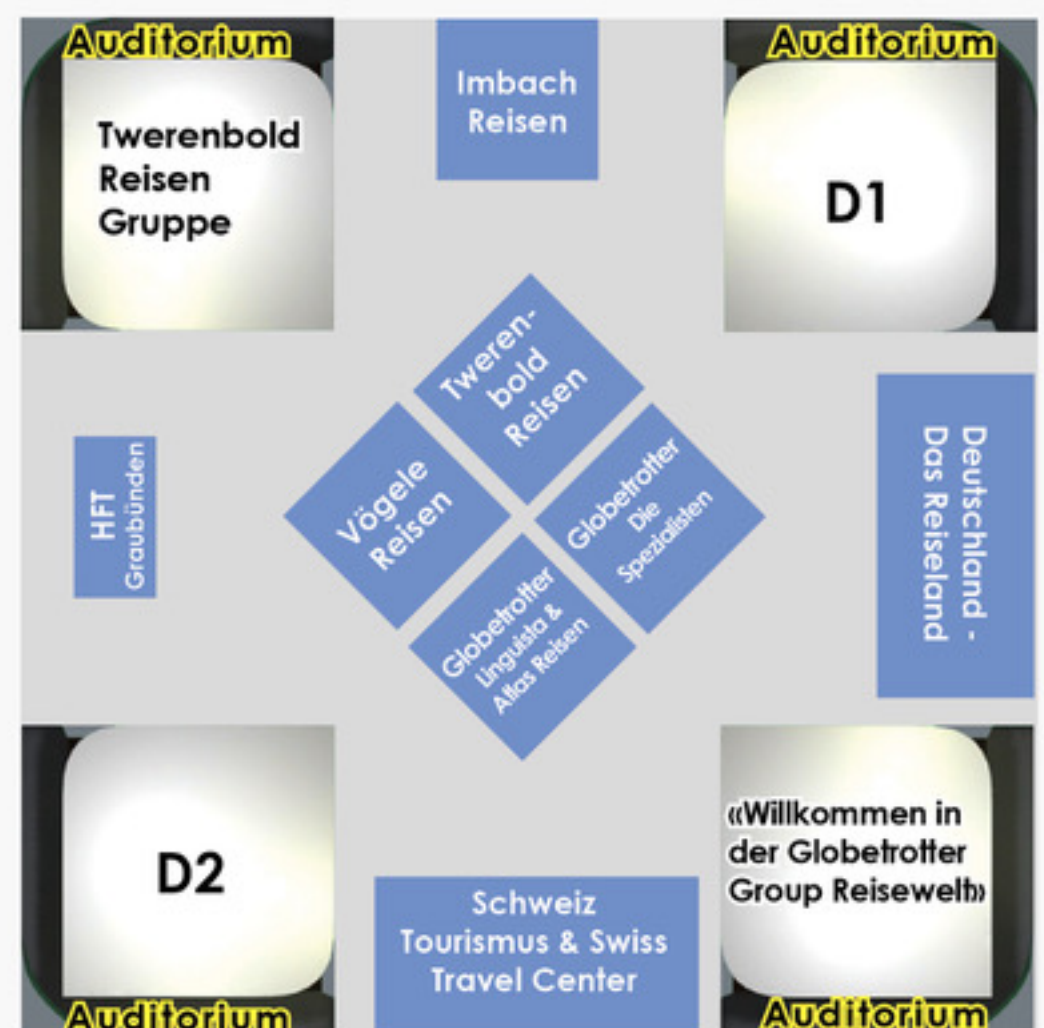 Auditorium
Twerenbold
Reisen
Gruppe
Imbach
Reisen
Auditorium
D1
Tweren-
bold
Reisen
Vögele
Reisen
Globetrotter
Die
Spezialisten
Globetrotter
Linguista &
Atlas Reisen
HFT
Graubünden
Deutschland -
Das Reiseland
D2
Auditorium
Schweiz
Tourismus & Swiss
Travel Center
«Willkommen in
der Globetrotter
Group Reisewelt»
Auditorium